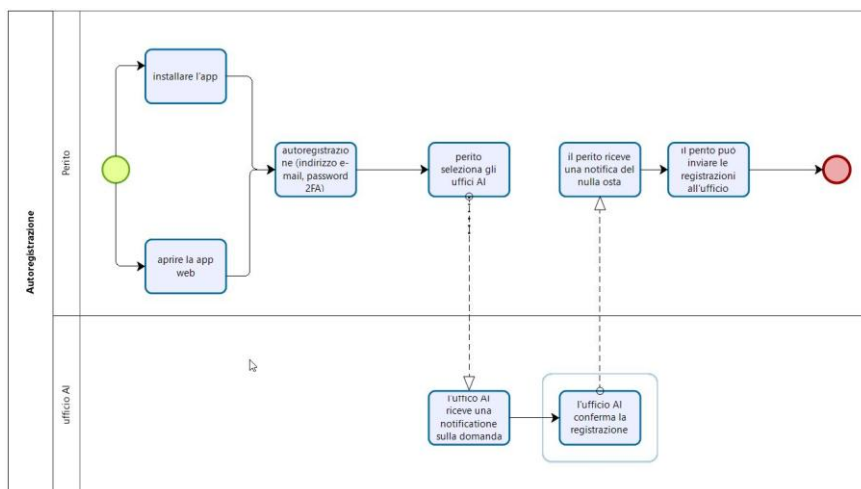 Autoregistrazione
Perito
installare l'app
aprire la app
web
autoregistrazio
ne (indirizzo e-
mail, password
2FA)
perito
seleziona gli
uffici AI
il perito riceve
una notifica del
nulla osta
il perito può
inviare le
registrazioni
all'ufficio
ufficio AI
l'uffico AI
riceve una
notificatione
sulla domanda
l'ufficio AI
conferma la
registrazione